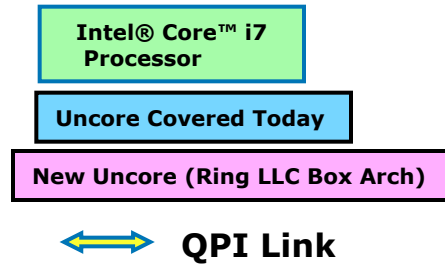 Intel® Core™ i7
Processor
Uncore Covered Today
New Uncore (Ring LLC Box Arch)
QPI Link